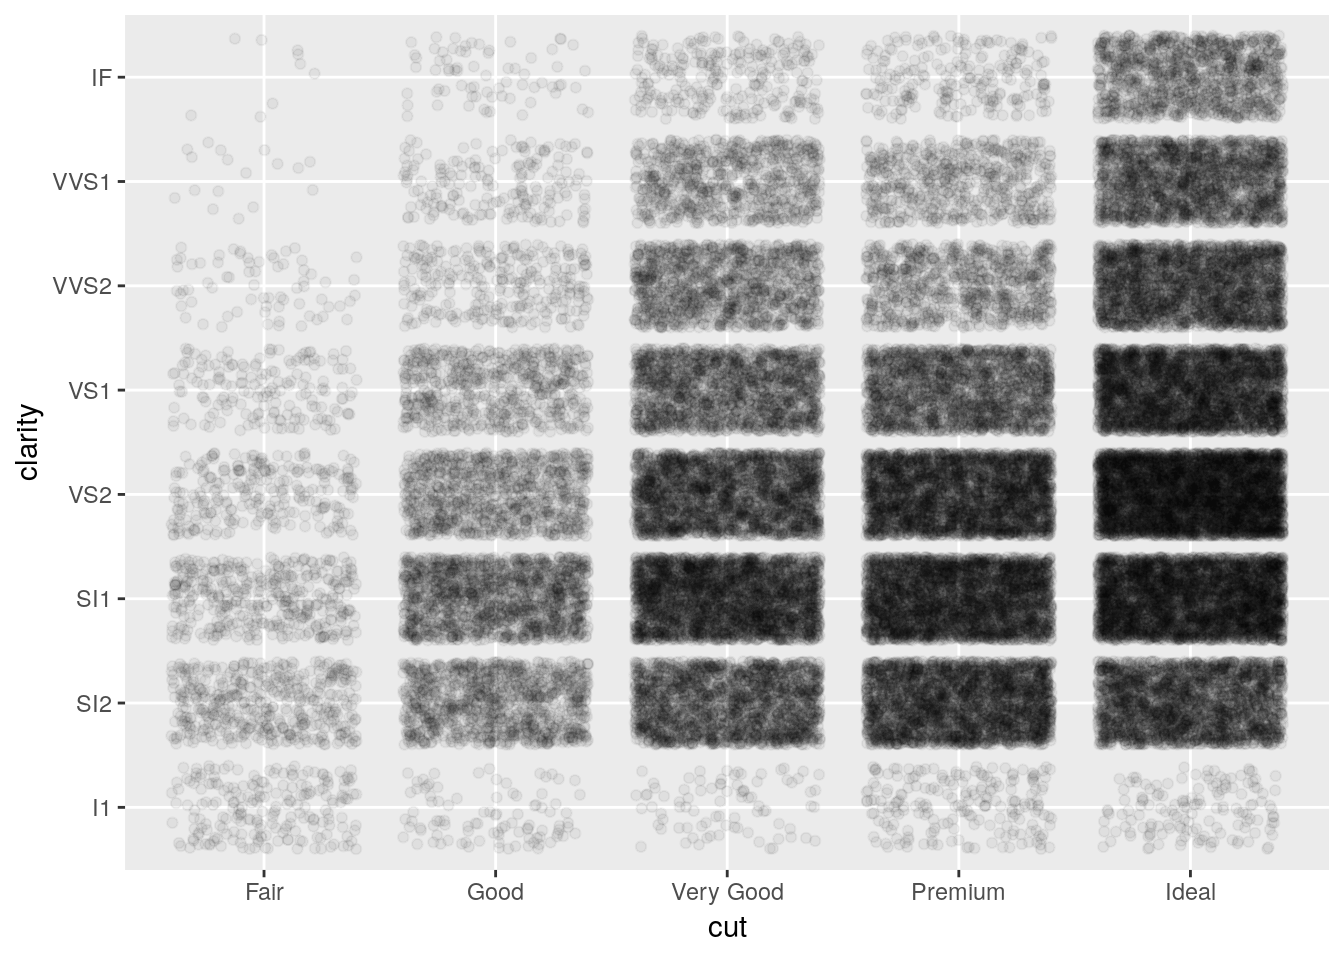 IF
VVS1
VVS2
VS1
VS2
SI1
SI2
I1
clarity
Fair Good Very Good Premium Ideal
cut